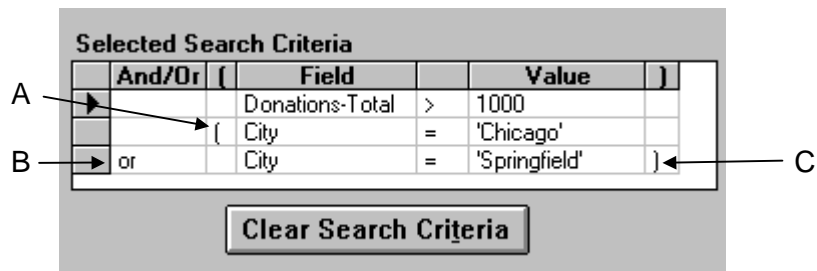 Selected Search Criteria
And/Or ( Field Value )
Donations-Total > 1000
A
( City = 'Chicago'
B or City = 'Springfield' ) C
Clear Search Criteria